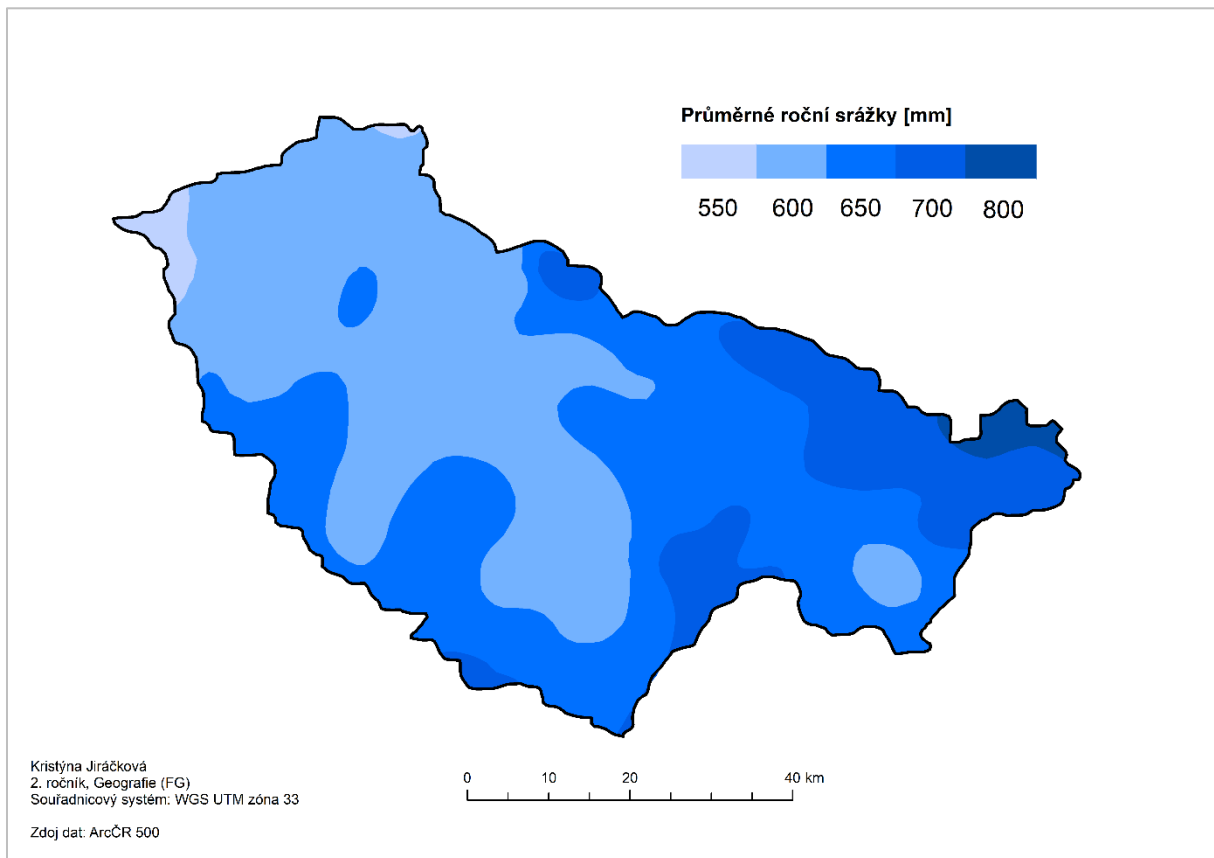 Průměrné roční srážky [mm]
550 600 650 700 800
Kristýna Jiráčková
2. ročník, Geografie (FG)
Souřadnicový systém: WGS UTM zóna 33
Zdoj dat: ArcČR 500
0 10 20 40 km